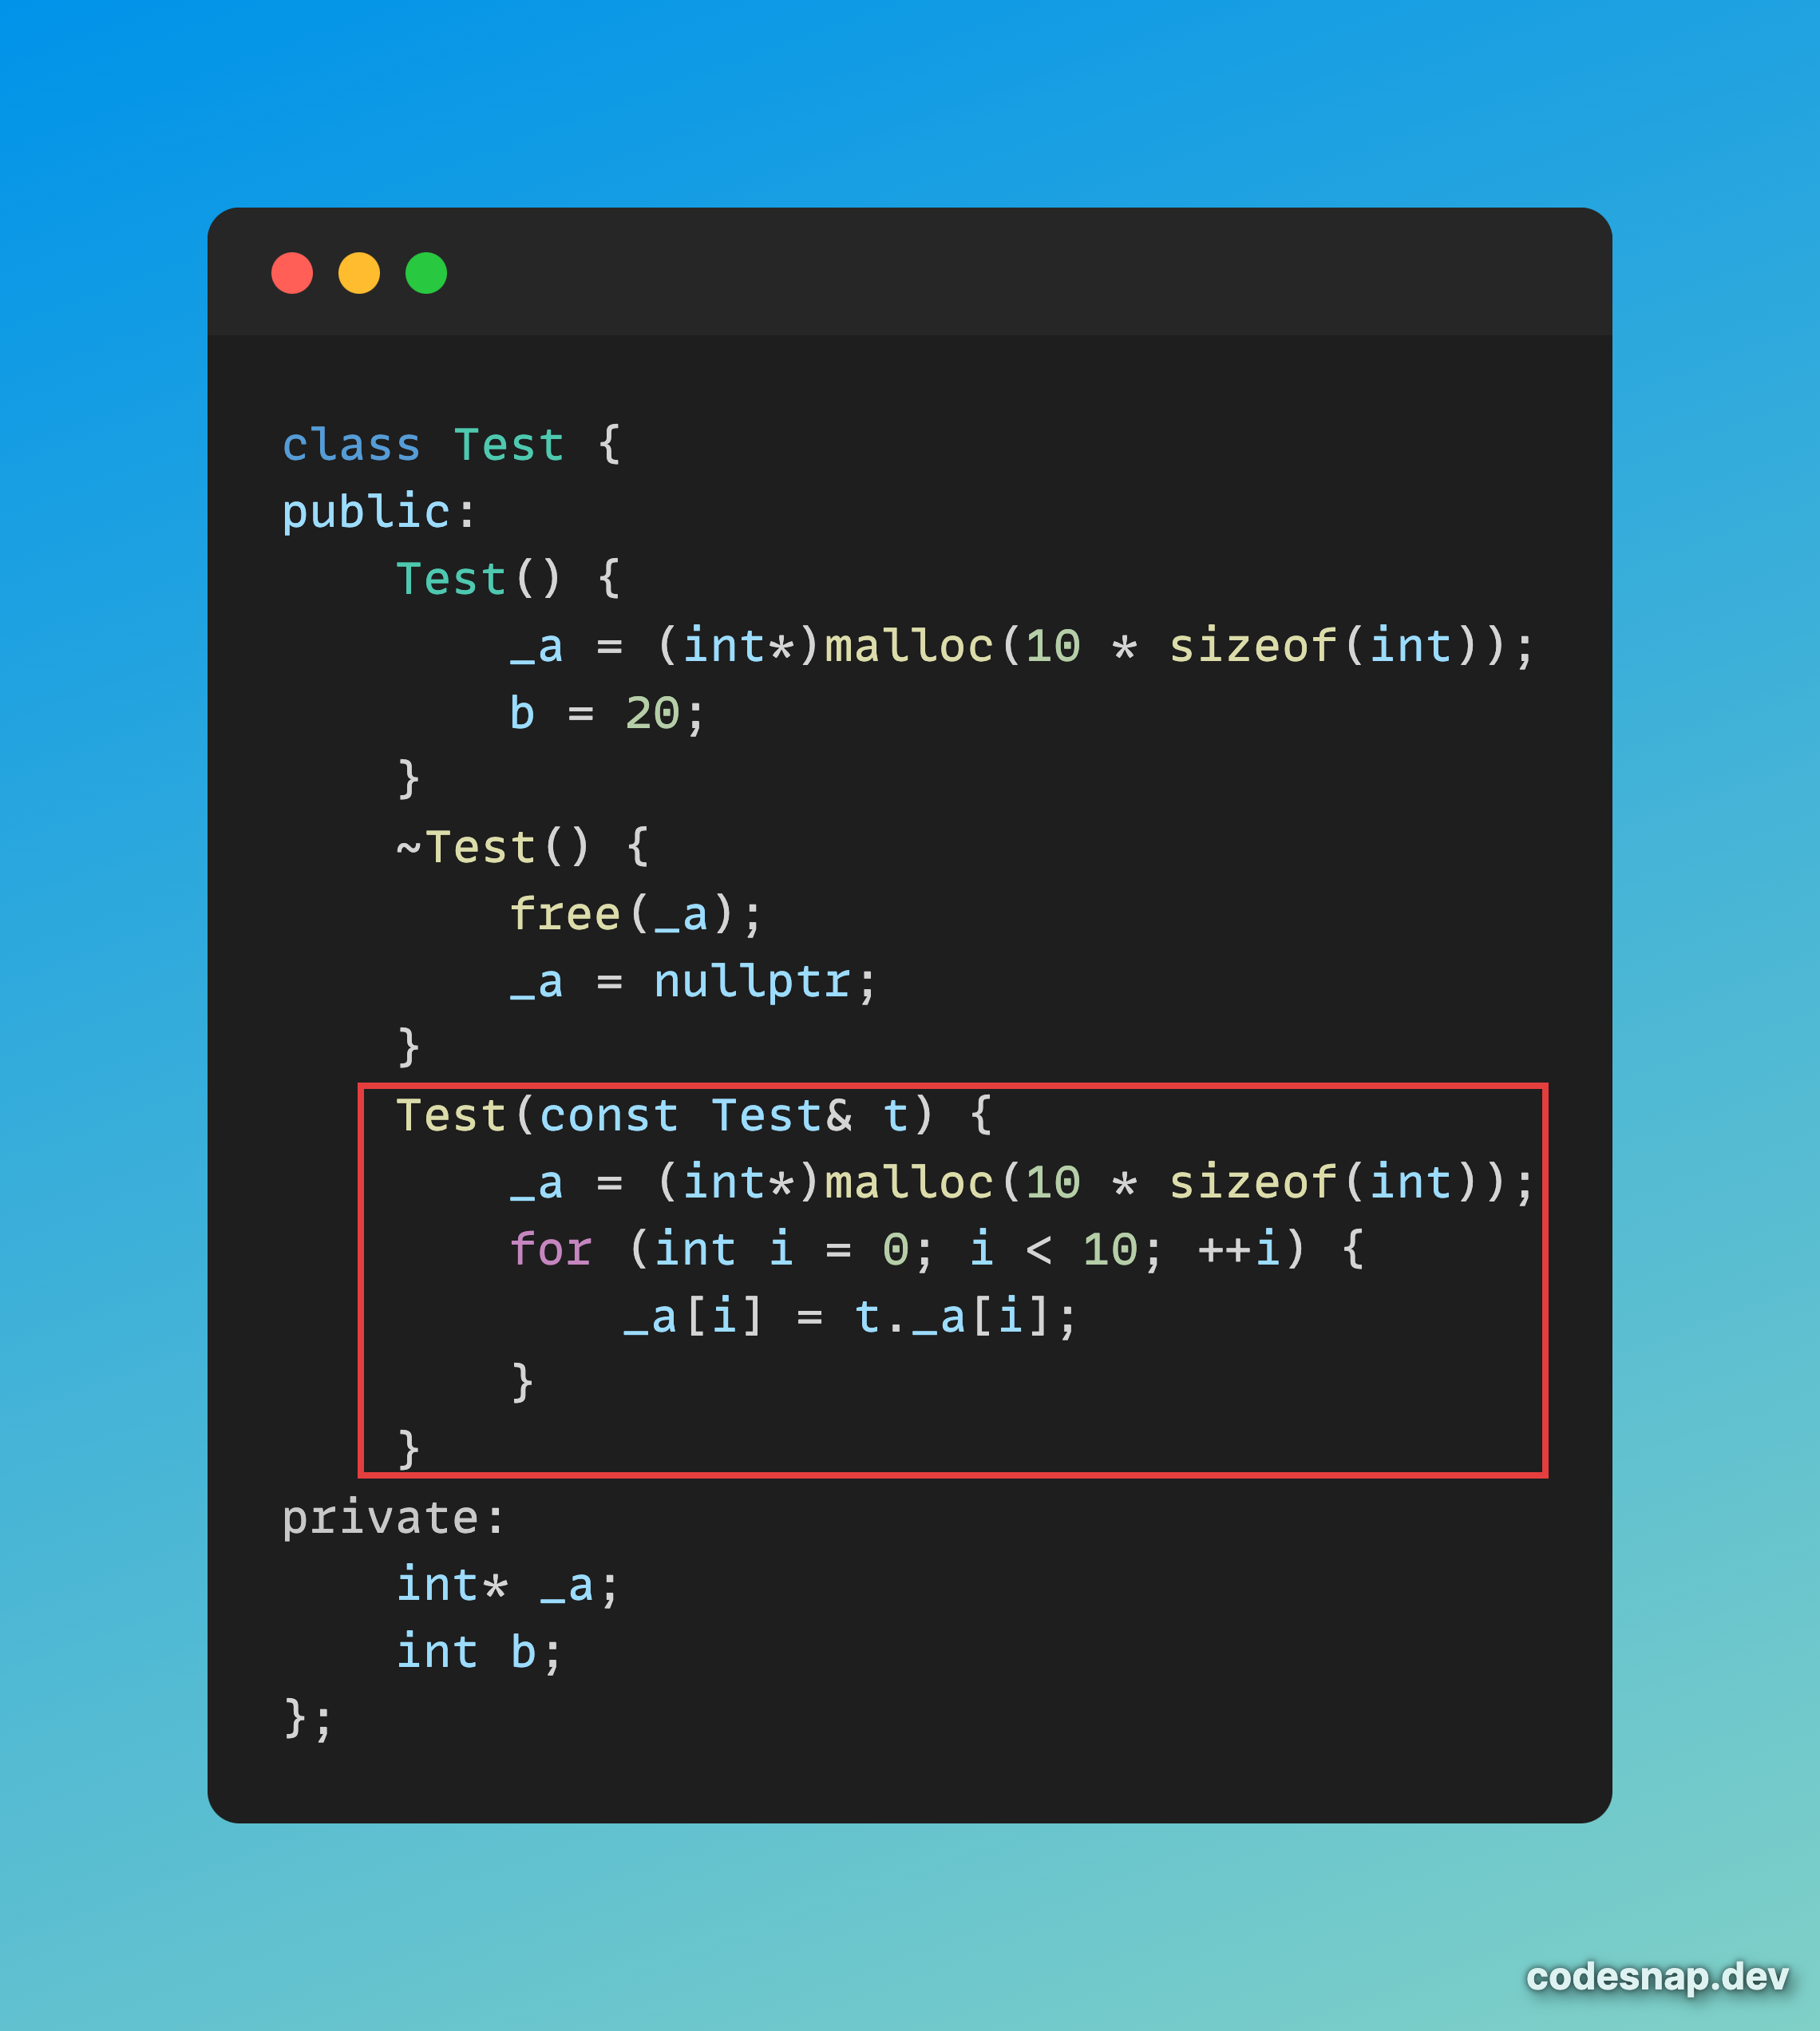 class Test {
public:
    Test() {
        _a = (int*)malloc(10 * sizeof(int));
        b = 20;
    }
    ~Test() {
        free(_a);
        _a = nullptr;
    }
    Test(const Test& t) {
        _a = (int*)malloc(10 * sizeof(int));
        for (int i = 0; i < 10; ++i) {
            _a[i] = t._a[i];
        }
    }
private:
    int* _a;
    int b;
};
codesnap.dev